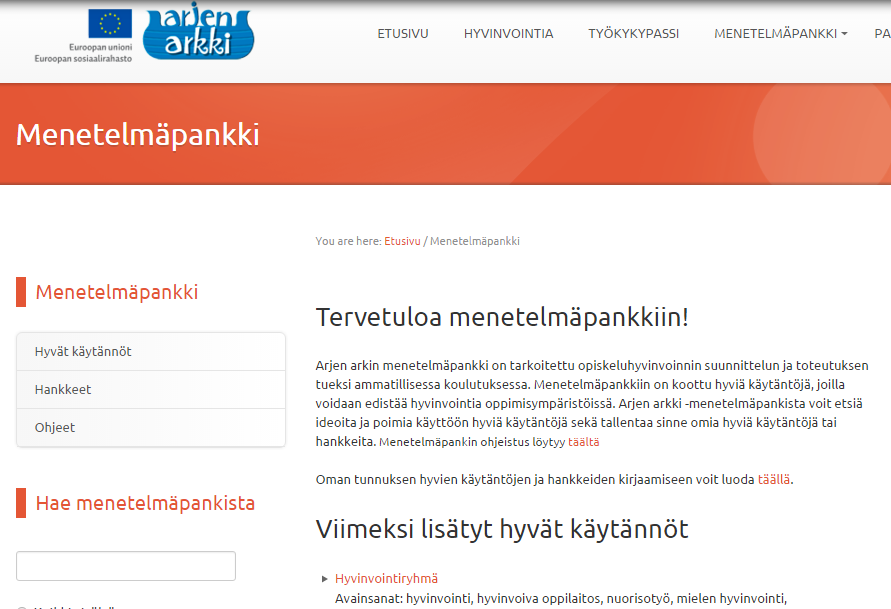 Euroopan unioni
Euroopan sosiaalirahasto
arjen
arkki
ETUSIVU HYVINVOINTIA TYÖKYKYPASSI MENETELMÄPANKKI PA
Menetelmäpankki
You are here: Etusivu / Menetelmäpankki
Menetelmäpankki
Hyvät käytännöt
Hankkeet
Ohjeet
Hae menetelmäpankista
Tervetuloa menetelmäpankkiin!
Arjen arkin menetelmäpankki on tarkoitettu opiskeluhyvinvoinnin suunnittelun ja toteutuksen
tueksi ammatillisessa koulutuksessa. Menetelmäpankkiin on koottu hyviä käytäntöjä, joilla
voidaan edistää hyvinvointia oppimisympäristöissä. Arjen arkki -menetelmäpankista voit etsiä
ideoita ja poimia käyttöön hyviä käytäntöjä sekä tallentaa sinne omia hyviä käytäntöjä tai
hankkeita. Menetelmäpankin ohjeistus löytyy täältä
Oman tunnuksen hyvien käytäntöjen ja hankkeiden kirjaamiseen voit luoda täällä.
Viimeksi lisätyt hyvät käytännöt
Hyvinvointiryhmä
Avainsanat: hyvinvointi, hyvinvoiva oppilaitos, nuorisotyö, mielen hyvinvointi,